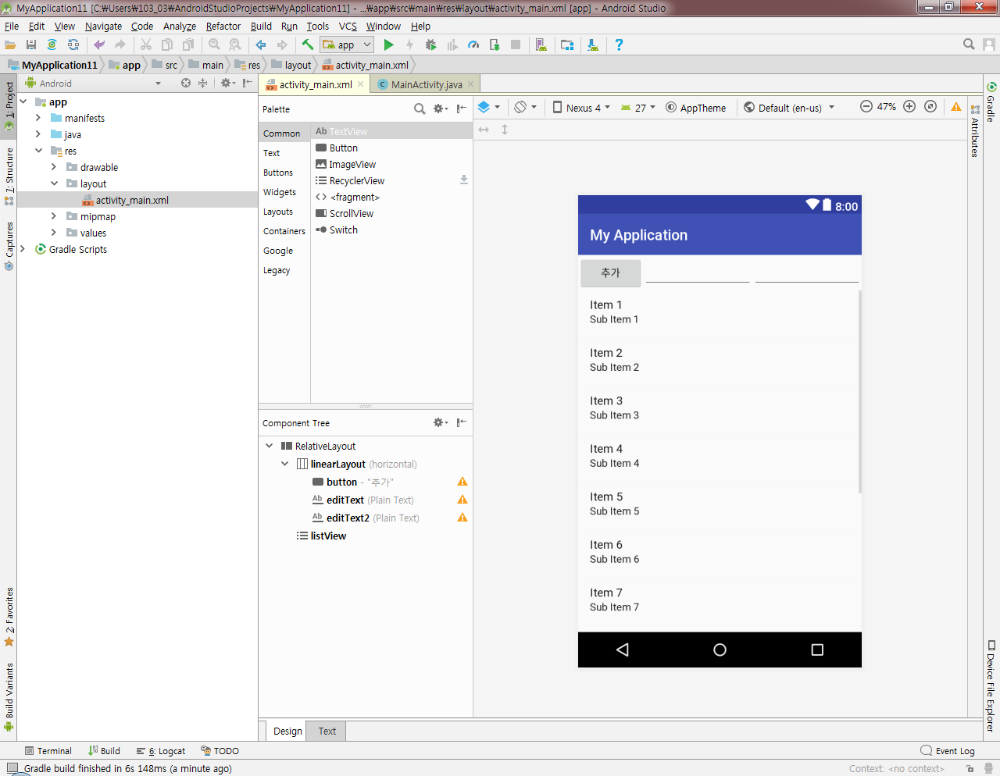 MyApplication11 [C:₩Users₩103_03₩AndroidStudioProjects₩MyApplication11] - ...₩app₩src₩main₩res₩layout₩activity_main.xml [app] - Android Studio
File Edit View Navigate Code Analyze Refactor Build Run Tools VCS Window Help
app
MyApplication11 app src main res layout activity_main.xml
Android
activity_main.xml
MainActivity.java
1: Project
7: Structure
Captures
2: Favorites
Build Variants
app
manifests
java
res
drawable
layout
activity_main.xml
mipmap
values
Gradle Scripts
Palette
Common
Text
Buttons
Widgets
Layouts
Containers
Google
Legacy
Ab TextView
Button
ImageView
RecyclerView
<fragment>
ScrollView
Switch
Component Tree
RelativeLayout
linearLayout (horizontal)
button - "추가"
Ab editText (Plain Text)
Ab editText2 (Plain Text)
listView
Nexus 4 27 AppTheme Default (en-us) 47%
8:00
My Application
추가
Item 1
Sub Item 1
Item 2
Sub Item 2
Item 3
Sub Item 3
Item 4
Sub Item 4
Item 5
Sub Item 5
Item 6
Sub Item 6
Item 7
Sub Item 7
Gradle
Attributes
Device File Explorer
Design Text
Terminal Build 6: Logcat TODO Event Log
Gradle build finished in 6s 148ms (a minute ago) Context: <no context>